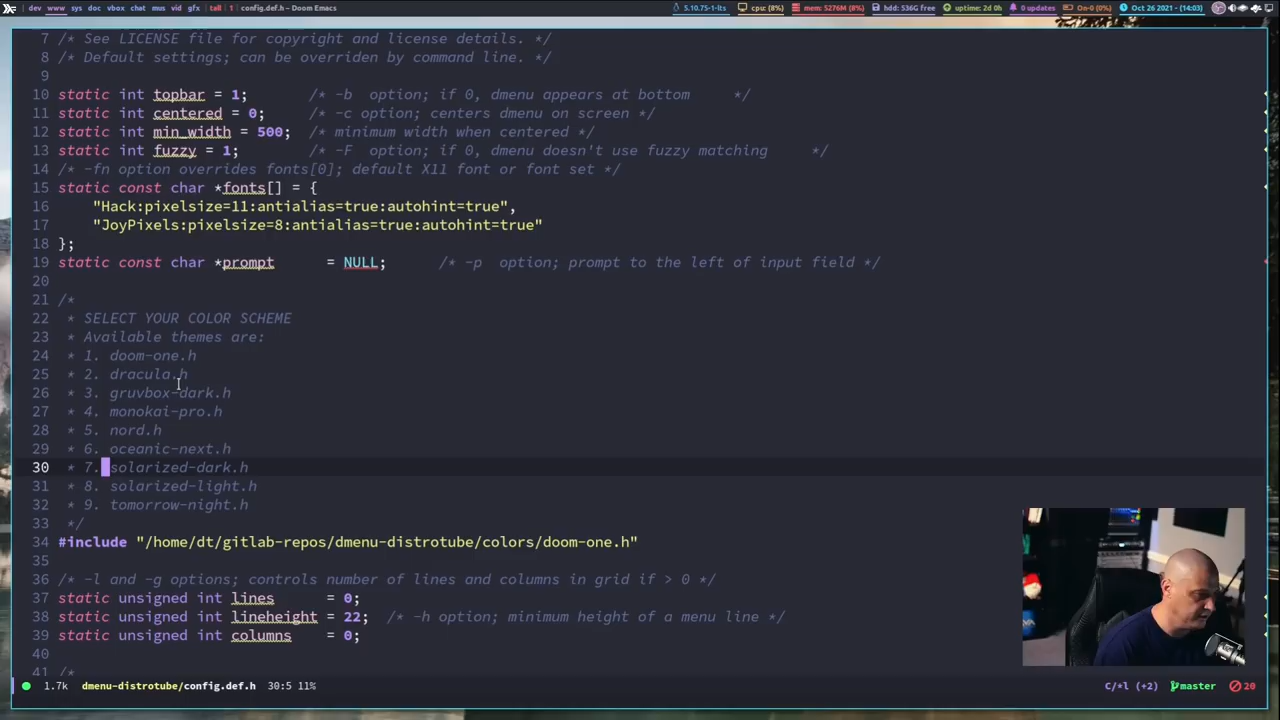 dev www sys doc vbox chat mus vid gfx | tall | 1 config.def.h – Doom Emacs 5.10.75-1-lts cpu: (8%) mem: 5276M (8%) hdd: 536G free uptime: 2d 0h 0 updates On-0 (0%) Oct 26 2021 - (14:03)
7 /* See LICENSE file for copyright and license details. */
8 /* Default settings; can be overriden by command line. */
9
10 static int topbar = 1; /* -b option; if 0, dmenu appears at bottom */
11 static int centered = 0; /* -c option; centers dmenu on screen */
12 static int min_width = 500; /* minimum width when centered */
13 static int fuzzy = 1; /* -F option; if 0, dmenu doesn't use fuzzy matching */
14 /* -fn option overrides fonts[0]; default X11 font or font set */
15 static const char *fonts[] = {
16 "Hack:pixelsize=11:antialias=true:autohint=true",
17 "JoyPixels:pixelsize=8:antialias=true:autohint=true"
18 };
19 static const char *prompt = NULL; /* -p option; prompt to the left of input field */
20
21 /*
22 * SELECT YOUR COLOR SCHEME
23 * Available themes are:
24 * 1. doom-one.h
25 * 2. dracula.h
26 * 3. gruvbox-dark.h
27 * 4. monokai-pro.h
28 * 5. nord.h
29 * 6. oceanic-next.h
30 * 7. solarized-dark.h
31 * 8. solarized-light.h
32 * 9. tomorrow-night.h
33 */
34 #include "/home/dt/gitlab-repos/dmenu-distrotube/colors/doom-one.h"
35
36 /* -l and -g options; controls number of lines and columns in grid if > 0 */
37 static unsigned int lines = 0;
38 static unsigned int lineheight = 22; /* -h option; minimum height of a menu line */
39 static unsigned int columns = 0;
40
41 /*
1.7k dmenu-distrotube/config.def.h 30:5 11% C/*l (+2) master 20